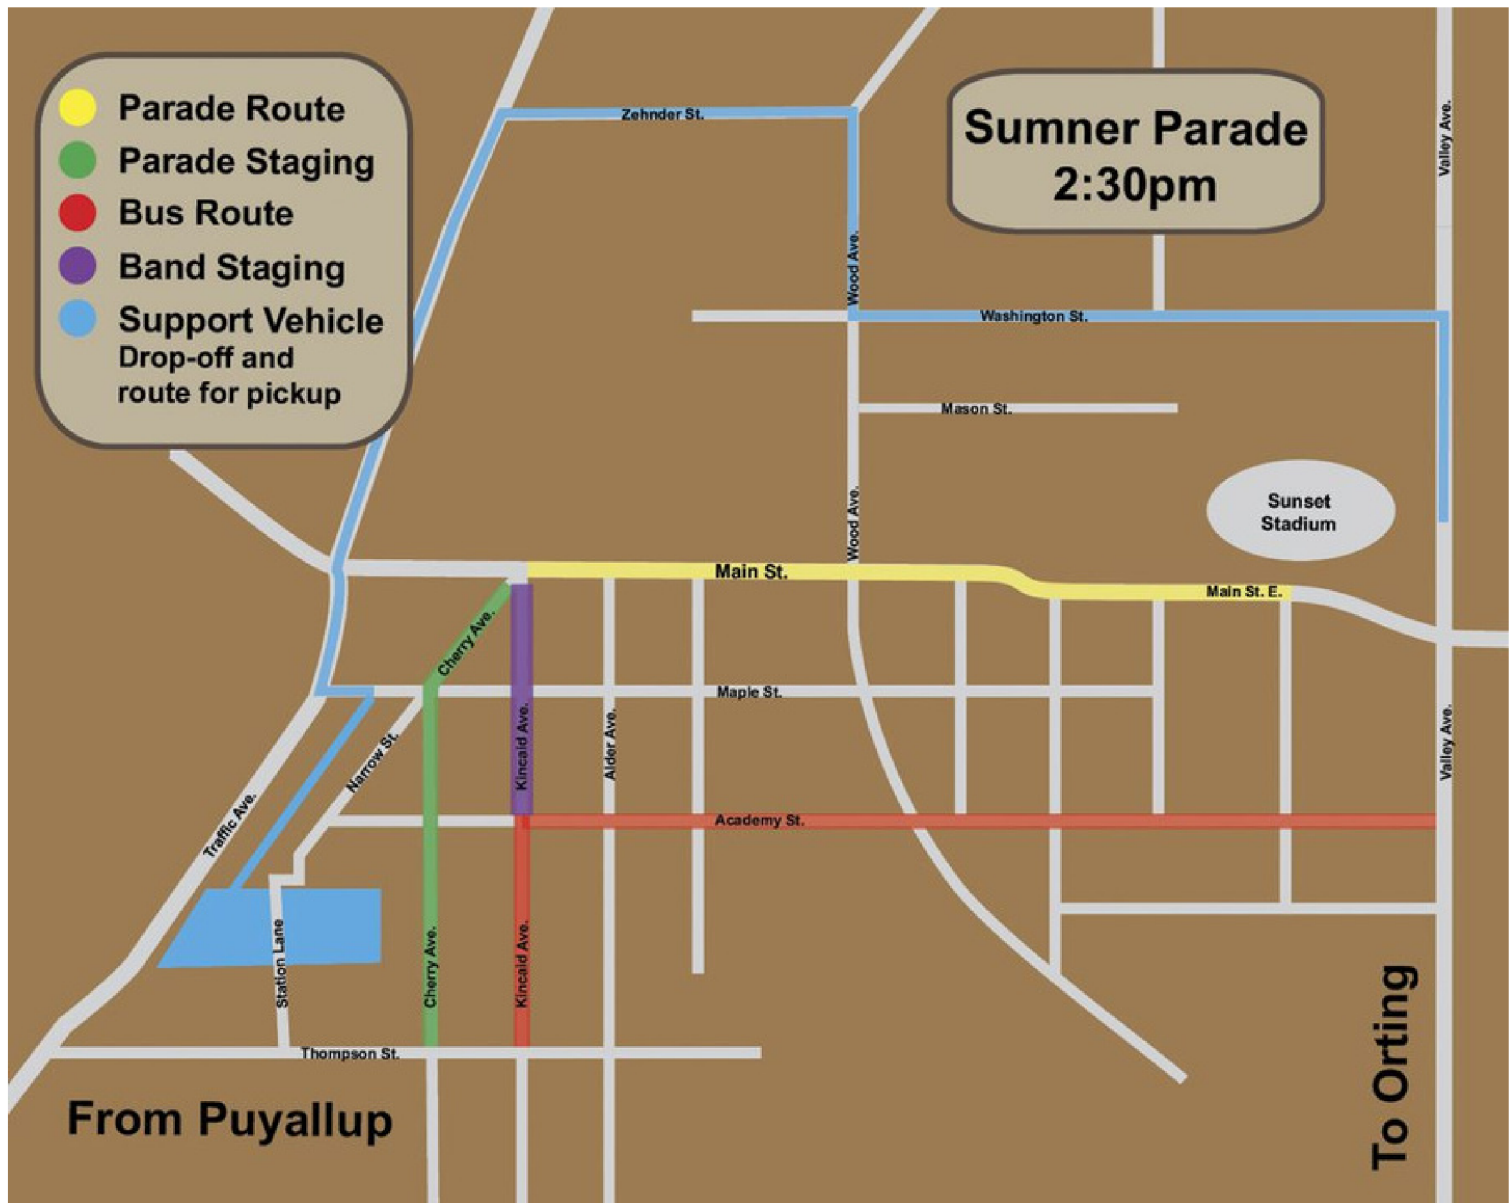 Parade Route
Parade Staging
Bus Route
Band Staging
Support Vehicle
Drop-off and
route for pickup
Sumner Parade
2:30pm
Zehnder St.
Valley Ave.
Wood Ave.
Washington St.
Mason St.
Sunset
Stadium
Wood Ave.
Main St.
Main St. E.
Cherry Ave.
Maple St.
Narrow St.
Kincaid Ave.
Alder Ave.
Valley Ave.
Traffic Ave.
Academy St.
Station Lane
Cherry Ave.
Kincaid Ave.
Thompson St.
From Puyallup
To Orting